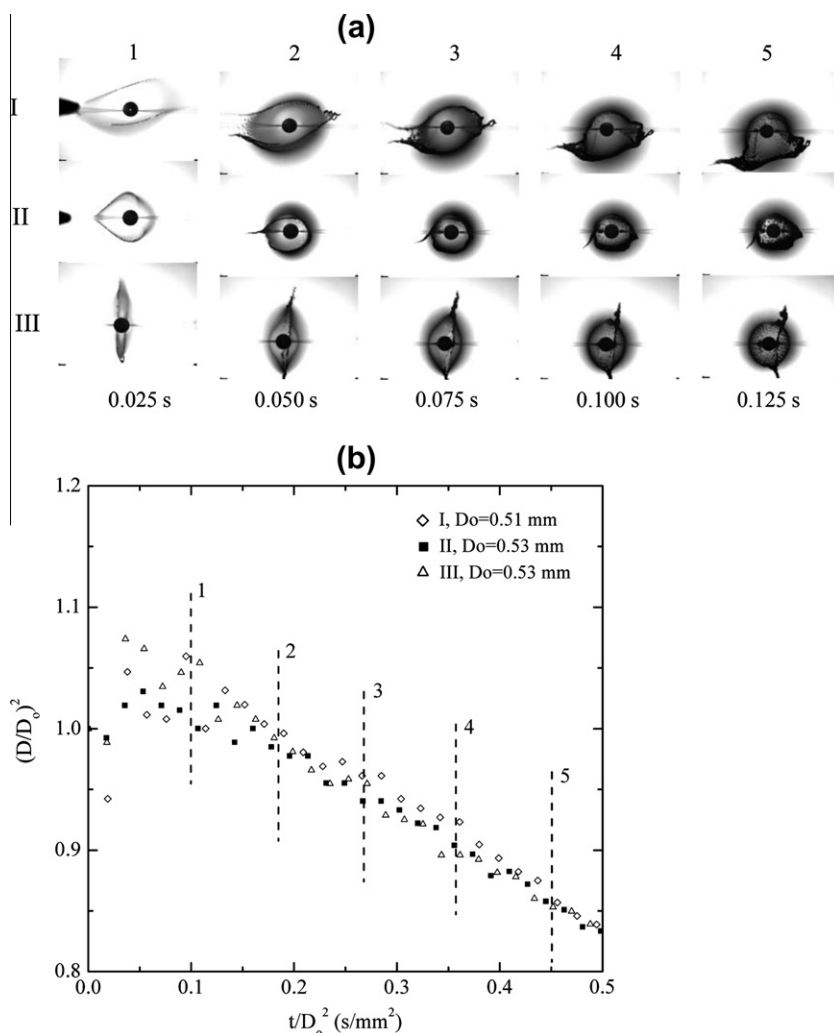 (a)
1 2 3 4 5
I
II
III
0.025 s 0.050 s 0.075 s 0.100 s 0.125 s
(b)
1.2
1.1
1.0
0.9
0.8
(D/Do)²
I, Do=0.51 mm
II, Do=0.53 mm
III, Do=0.53 mm
1
2
3
4
5
0.0 0.1 0.2 0.3 0.4 0.5
t/Do² (s/mm²)